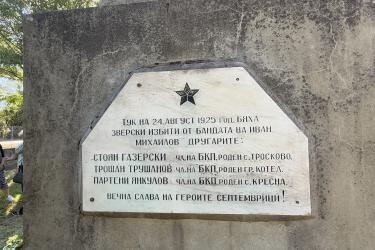 ТУК НА 24. АВГУСТ 1925 ГОД. БЯХА
ЗВЕРСКИ ИЗБИТИ ОТ БАНДАТА НА ИВАН
МИХАЙЛОВ ДРУГАРИТЕ:
СТОЯН ГАЗЕРСКИ ЧЛ. НА БКП, РОДЕН С. ТРОСКОВО,
ТРОШАН ТРУШАНОВ ЧЛ. НА БКП, РОДЕН ГР. КОТЕЛ,
ПАРТЕНИ ЯНКУЛОВ ЧЛ. НА БКП, РОДЕН С. КРЕСНА,
ВЕЧНА СЛАВА НА ГЕРОИТЕ СЕПТЕМВРИЦИ!